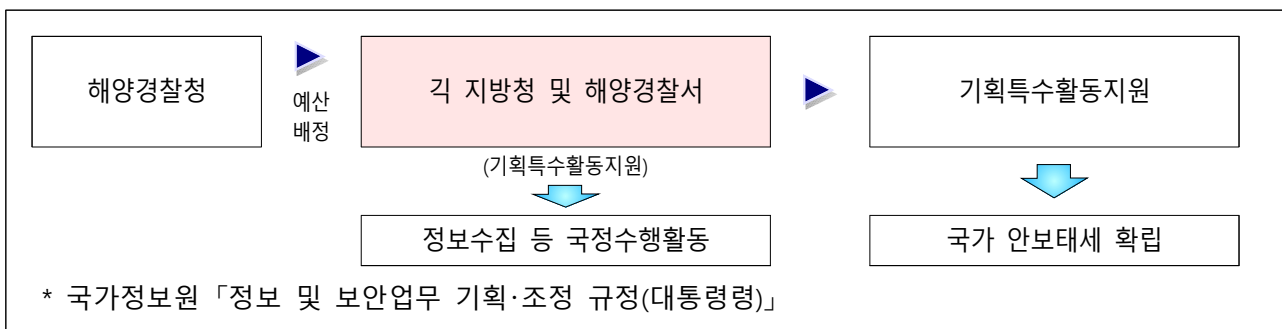 해양경찰청
예산
배정
긱 지방청 및 해양경찰서
기획특수활동지원
(기획특수활동지원)
정보수집 등 국정수행활동
국가 안보태세 확립
* 국가정보원「정보 및 보안업무 기획·조정 규정(대통령령)」